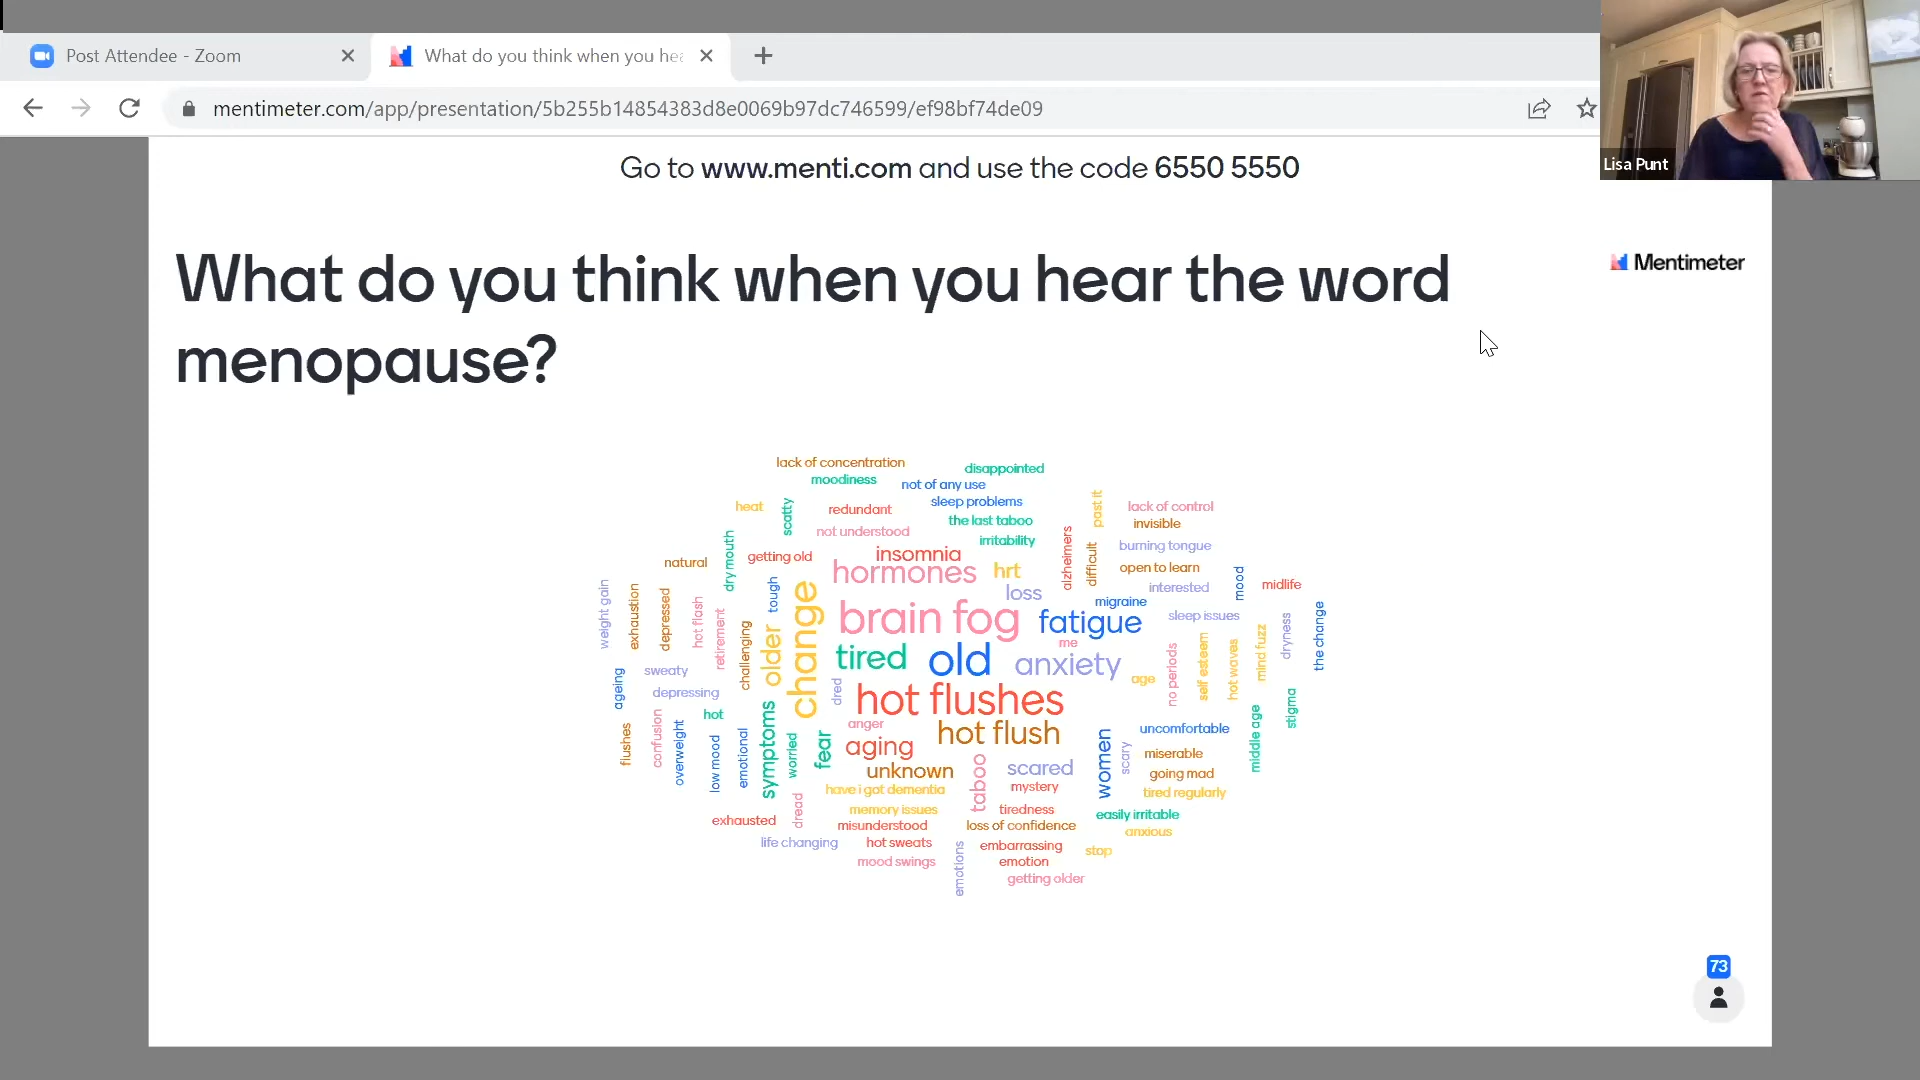 Post Attendee - Zoom
What do you think when you hea
mentimeter.com/app/presentation/5b255b14854383d8e0069b97dc746599/ef98bf74de09
Lisa Punt
Go to www.menti.com and use the code 6550 5550
Mentimeter
What do you think when you hear the word
menopause?
lack of concentration
disappointed
moodiness
not of any use
heat
scatty
redundant
sleep problems
past it
lack of control
the last taboo
invisible
not understood
irritability
alzheimers
difficult
burning tongue
natural
dry mouth
getting old
insomnia
hormones
hrt
open to learn
loss
interested
mood
midlife
weight gain
exhaustion
depressed
hot flash
retirement
tough
challenging
older
change
brain fog
fatigue
migraine
sleep issues
me
tired
old
anxiety
age
no periods
self esteem
hot waves
mind fuzz
dryness
the change
ageing
sweaty
depressing
dred
hot flushes
hot
anger
hot flush
stigma
flushes
confusion
overweight
low mood
emotional
symptoms
worried
fear
aging
women
scary
uncomfortable
middle age
miserable
unknown
taboo
scared
going mad
have i got dementia
mystery
tired regularly
exhausted
dread
memory issues
tiredness
easily irritable
misunderstood
loss of confidence
anxious
life changing
hot sweats
emotions
embarrassing
stop
mood swings
emotion
getting older
73